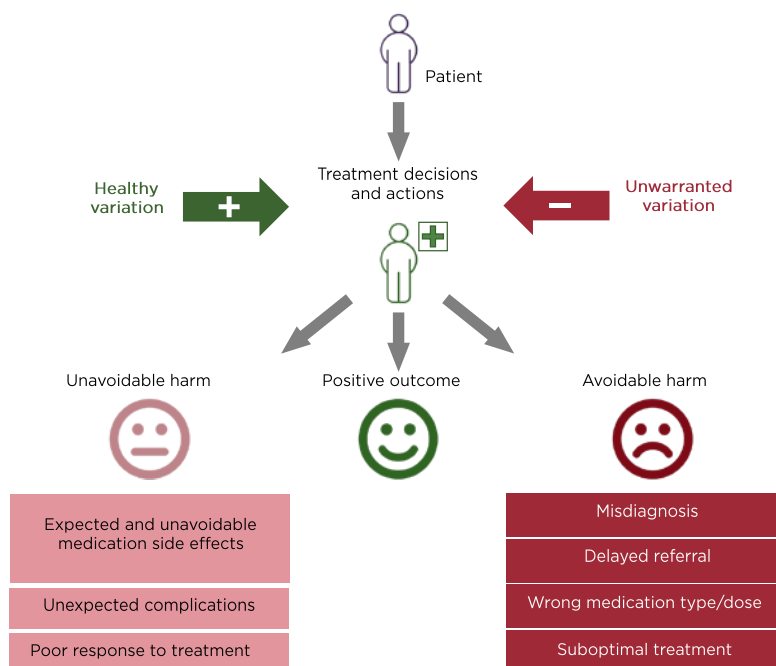 Patient
Treatment decisions
and actions
Healthy
variation
Unwarranted
variation
Unavoidable harm
Positive outcome
Avoidable harm
Expected and unavoidable
medication side effects
Unexpected complications
Poor response to treatment
Misdiagnosis
Delayed referral
Wrong medication type/dose
Suboptimal treatment